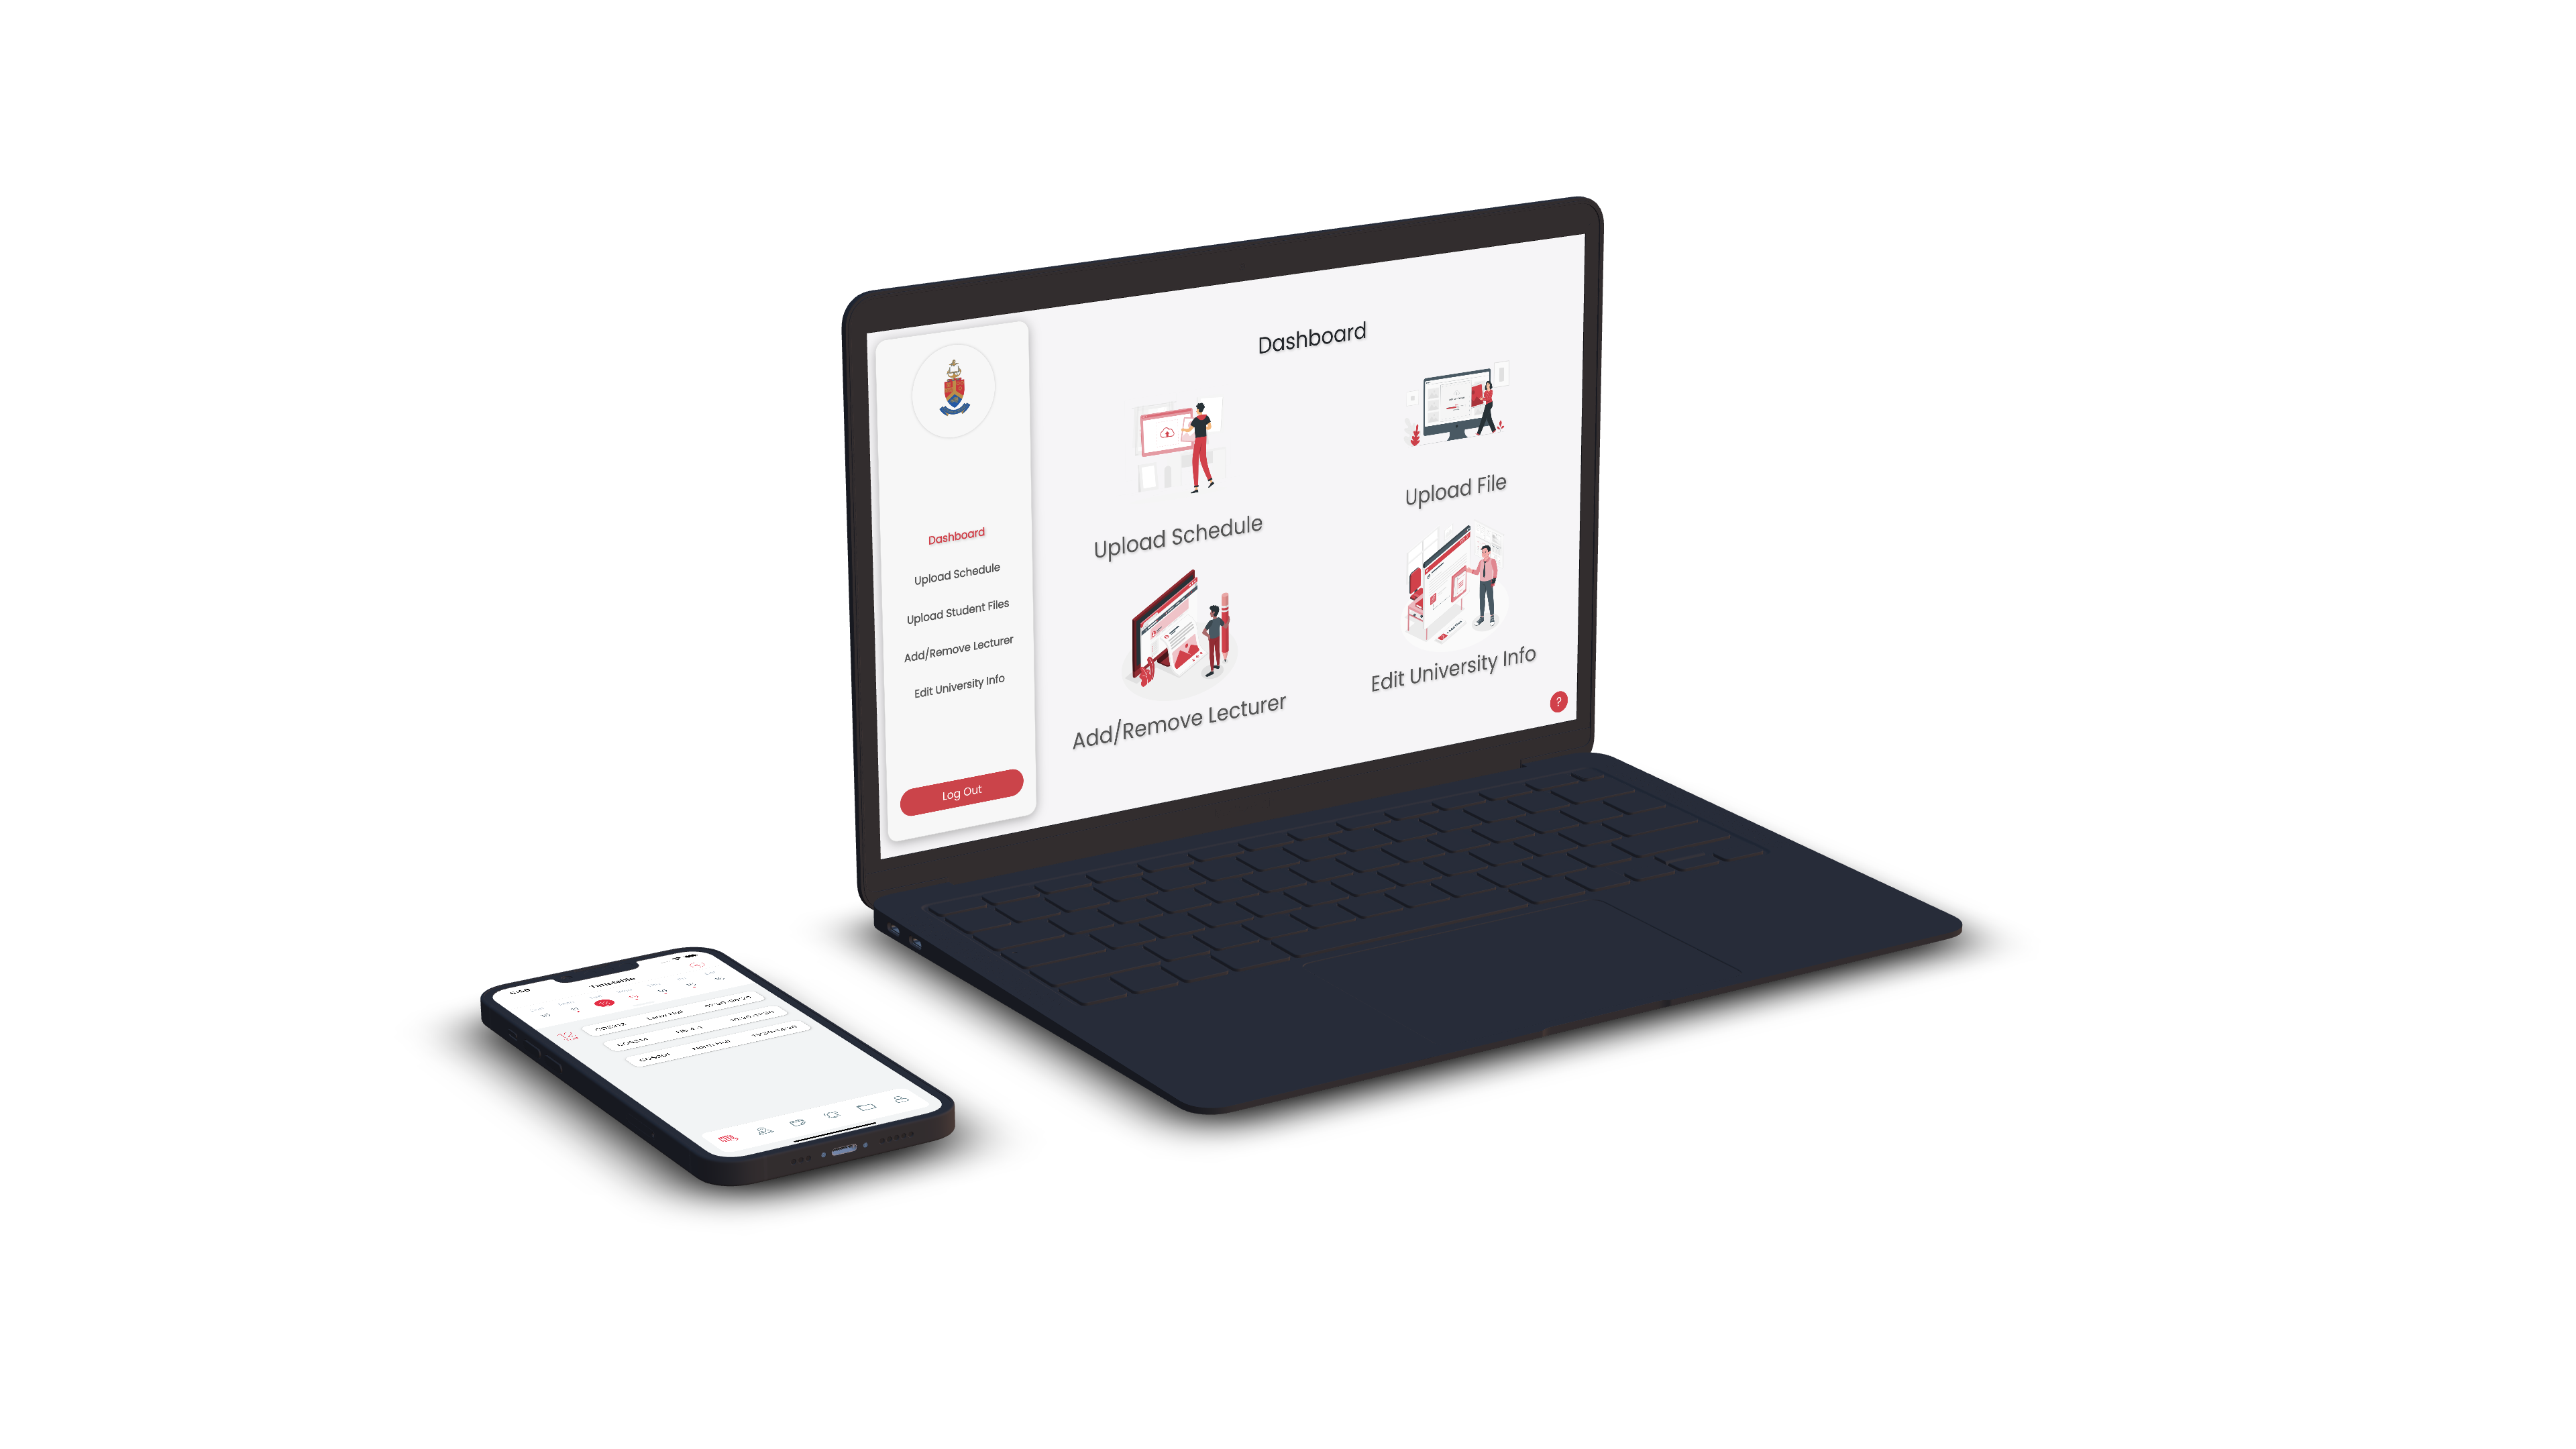 Dashboard
Upload Schedule
Upload Student Files
Add/Remove Lecturer
Edit University Info
Log Out
Dashboard
Upload Schedule
Upload File
Add/Remove Lecturer
Edit University Info
?
Timetable